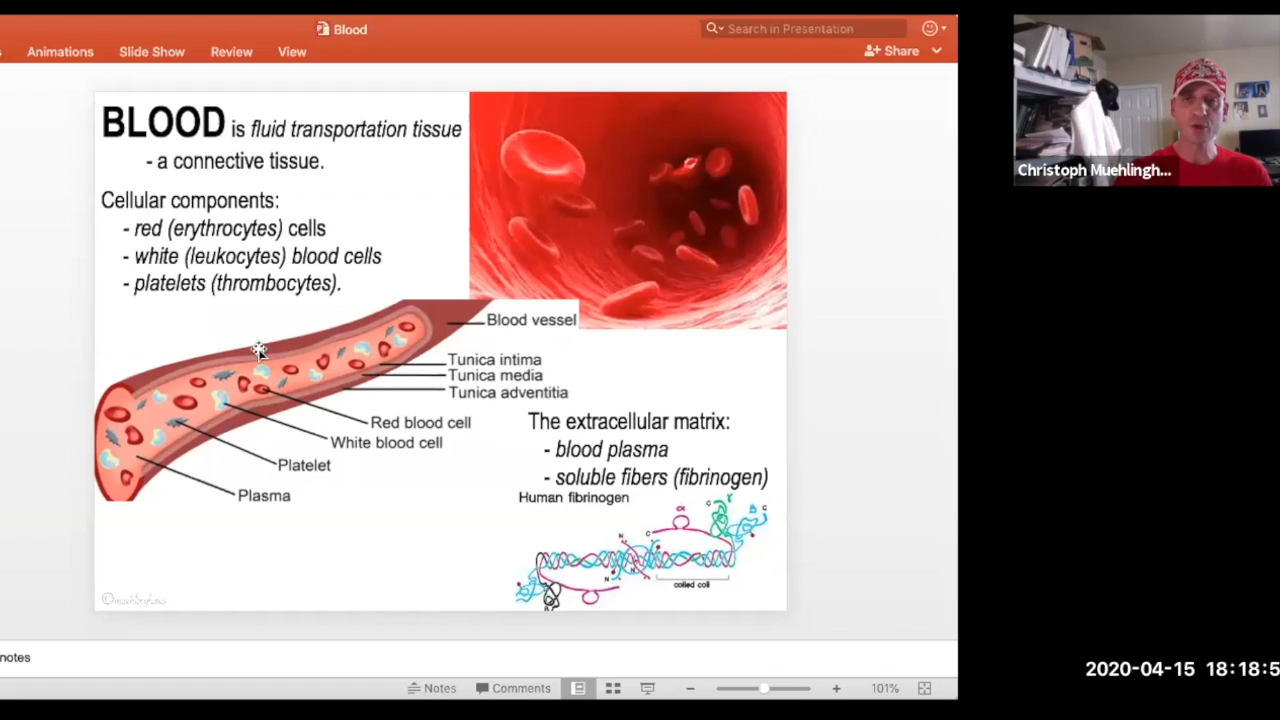 Blood
Search in Presentation
Animations
Slide Show
Review
View
Share
BLOOD is fluid transportation tissue
- a connective tissue.
Cellular components:
- red (erythrocytes) cells
- white (leukocytes) blood cells
- platelets (thrombocytes).
Blood vessel
Tunica intima
Tunica media
Tunica adventitia
Red blood cell
White blood cell
Platelet
Plasma
The extracellular matrix:
- blood plasma
- soluble fibers (fibrinogen)
Human fibrinogen
C
C
α
γ
B
N
N
N
coiled coil
notes
Notes
Comments
101%
Christoph Muehlingh...
2020-04-15 18:18:5